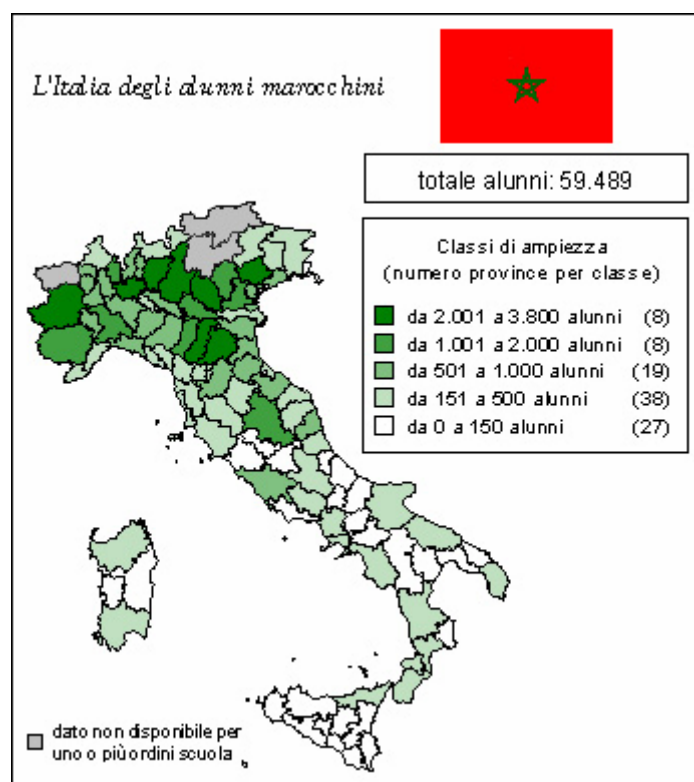 L'Italia degli alunni marocchini
totale alunni: 59.489
Classi di ampiezza
(numero province per classe)
da 2.001 a 3.800 alunni (8)
da 1.001 a 2.000 alunni (8)
da 501 a 1.000 alunni (19)
da 151 a 500 alunni (38)
da 0 a 150 alunni (27)
dato non disponibile per
uno o più ordini scuola